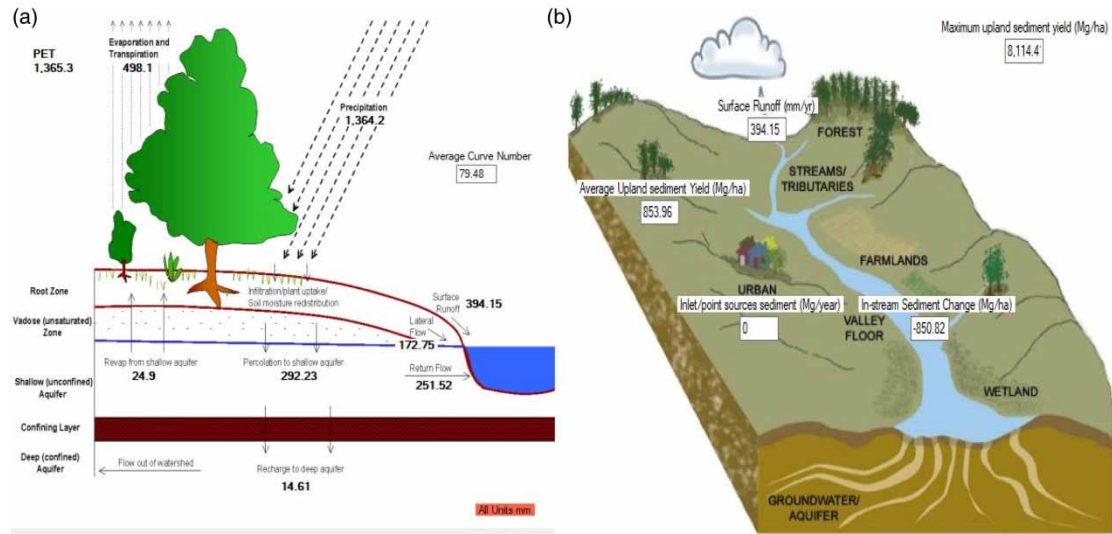 (a)
PET
1,365.3
Evaporation and
Transpiration
498.1
Precipitation
1,364.2
Average Curve Number
79.48
Root Zone
Infiltration/plant uptake/
Soil moisture redistribution
Surface
Runoff
394.15
Vadose (unsaturated)
Zone
Lateral
Flow
172.75
Revap from shallow aquifer
24.9
Percolation to shallow aquifer
292.23
Return Flow
251.52
Shallow (unconfined)
Aquifer
Confining Layer
Deep (confined)
Aquifer
Flow out of watershed
Recharge to deep aquifer
14.61
All Units mm
(b)
Maximum upland sediment yield (Mg/ha)
8,114.4
Surface Runoff (mm/yr)
394.15
FOREST
STREAMS/
TRIBUTARIES
Average Upland sediment Yield (Mg/ha)
853.96
FARMLANDS
URBAN
Inlet/point sources sediment (Mg/year)
0
In-stream Sediment Change (Mg/ha)
-850.82
VALLEY
FLOOR
WETLAND
GROUNDWATER/
AQUIFER